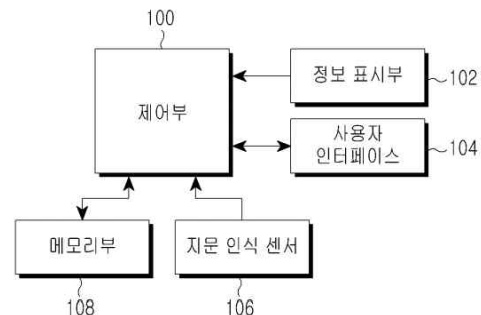 100
제어부
정보 표시부
102
사용자
인터페이스
104
메모리부
지문 인식 센서
108
106